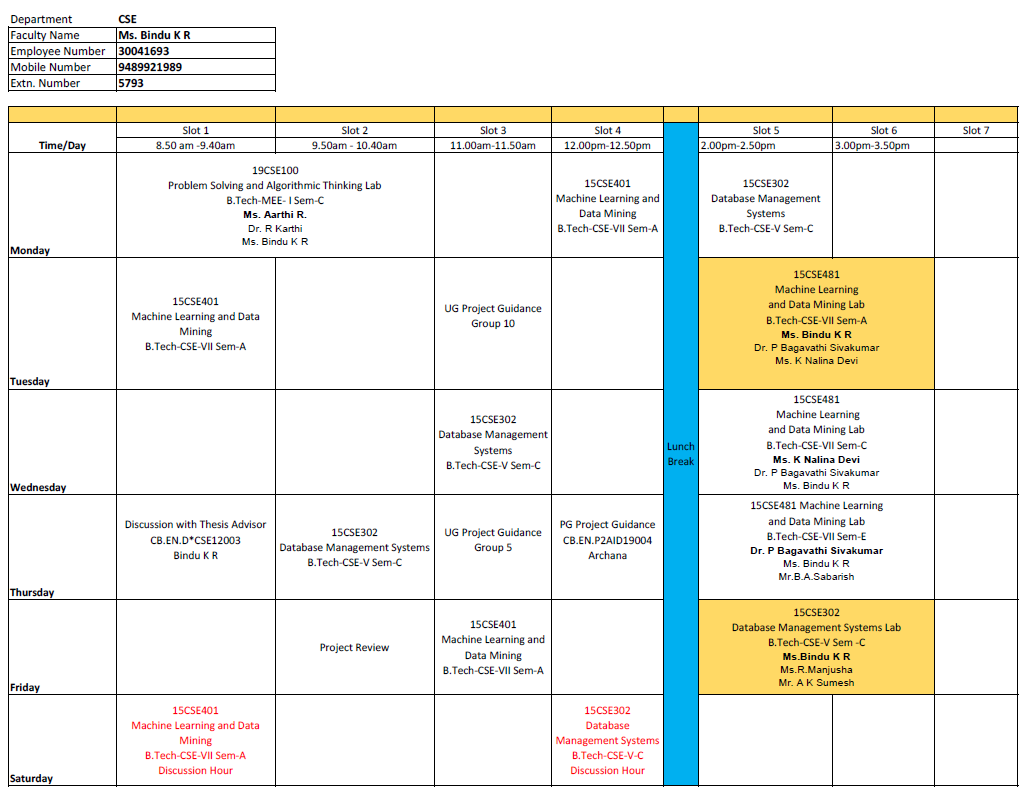 Department CSE
Faculty Name Ms. Bindu K R
Employee Number 30041693
Mobile Number 9489921989
Extn. Number 5793
Slot 1 Slot 2 Slot 3 Slot 4 Slot 5 Slot 6 Slot 7
Time/Day 8.50 am -9.40am 9.50am - 10.40am 11.00am-11.50am 12.00pm-12.50pm 2.00pm-2.50pm 3.00pm-3.50pm
Monday
19CSE100
Problem Solving and Algorithmic Thinking Lab
B.Tech-MEE- I Sem-C
Ms. Aarthi R.
Dr. R Karthi
Ms. Bindu K R
15CSE401
Machine Learning and
Data Mining
B.Tech-CSE-VII Sem-A
15CSE302
Database Management
Systems
B.Tech-CSE-V Sem-C
Tuesday
15CSE401
Machine Learning and Data
Mining
B.Tech-CSE-VII Sem-A
UG Project Guidance
Group 10
15CSE481
Machine Learning
and Data Mining Lab
B.Tech-CSE-VII Sem-A
Ms. Bindu K R
Dr. P Bagavathi Sivakumar
Ms. K Nalina Devi
Wednesday
15CSE302
Database Management
Systems
B.Tech-CSE-V Sem-C
Lunch
Break
15CSE481
Machine Learning
and Data Mining Lab
B.Tech-CSE-VII Sem-C
Ms. K Nalina Devi
Dr. P Bagavathi Sivakumar
Ms. Bindu K R
Thursday
Discussion with Thesis Advisor
CB.EN.D*CSE12003
Bindu K R
15CSE302
Database Management Systems
B.Tech-CSE-V Sem-C
UG Project Guidance
Group 5
PG Project Guidance
CB.EN.P2AID19004
Archana
15CSE481 Machine Learning
and Data Mining Lab
B.Tech-CSE-VII Sem-E
Dr. P Bagavathi Sivakumar
Ms. Bindu K R
Mr.B.A.Sabarish
Friday
Project Review
15CSE401
Machine Learning and
Data Mining
B.Tech-CSE-VII Sem-A
15CSE302
Database Management Systems Lab
B.Tech-CSE-V Sem -C
Ms.Bindu K R
Ms.R.Manjusha
Mr. A K Sumesh
Saturday
15CSE401
Machine Learning and Data
Mining
B.Tech-CSE-VII Sem-A
Discussion Hour
15CSE302
Database
Management Systems
B.Tech-CSE-V-C
Discussion Hour